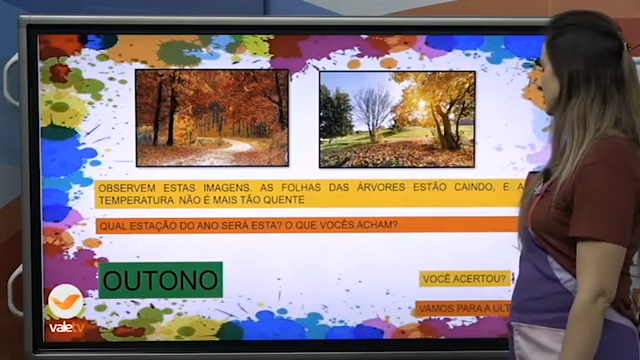 OBSERVEM ESTAS IMAGENS. AS FOLHAS DAS ÁRVORES ESTÃO CAINDO, E A
TEMPERATURA NÃO É MAIS TÃO QUENTE
QUAL ESTAÇÃO DO ANO SERÁ ESTA? O QUE VOCÊS ACHAM?
OUTONO
VOCÊ ACERTOU?
VAMOS PARA A ULT
valetv